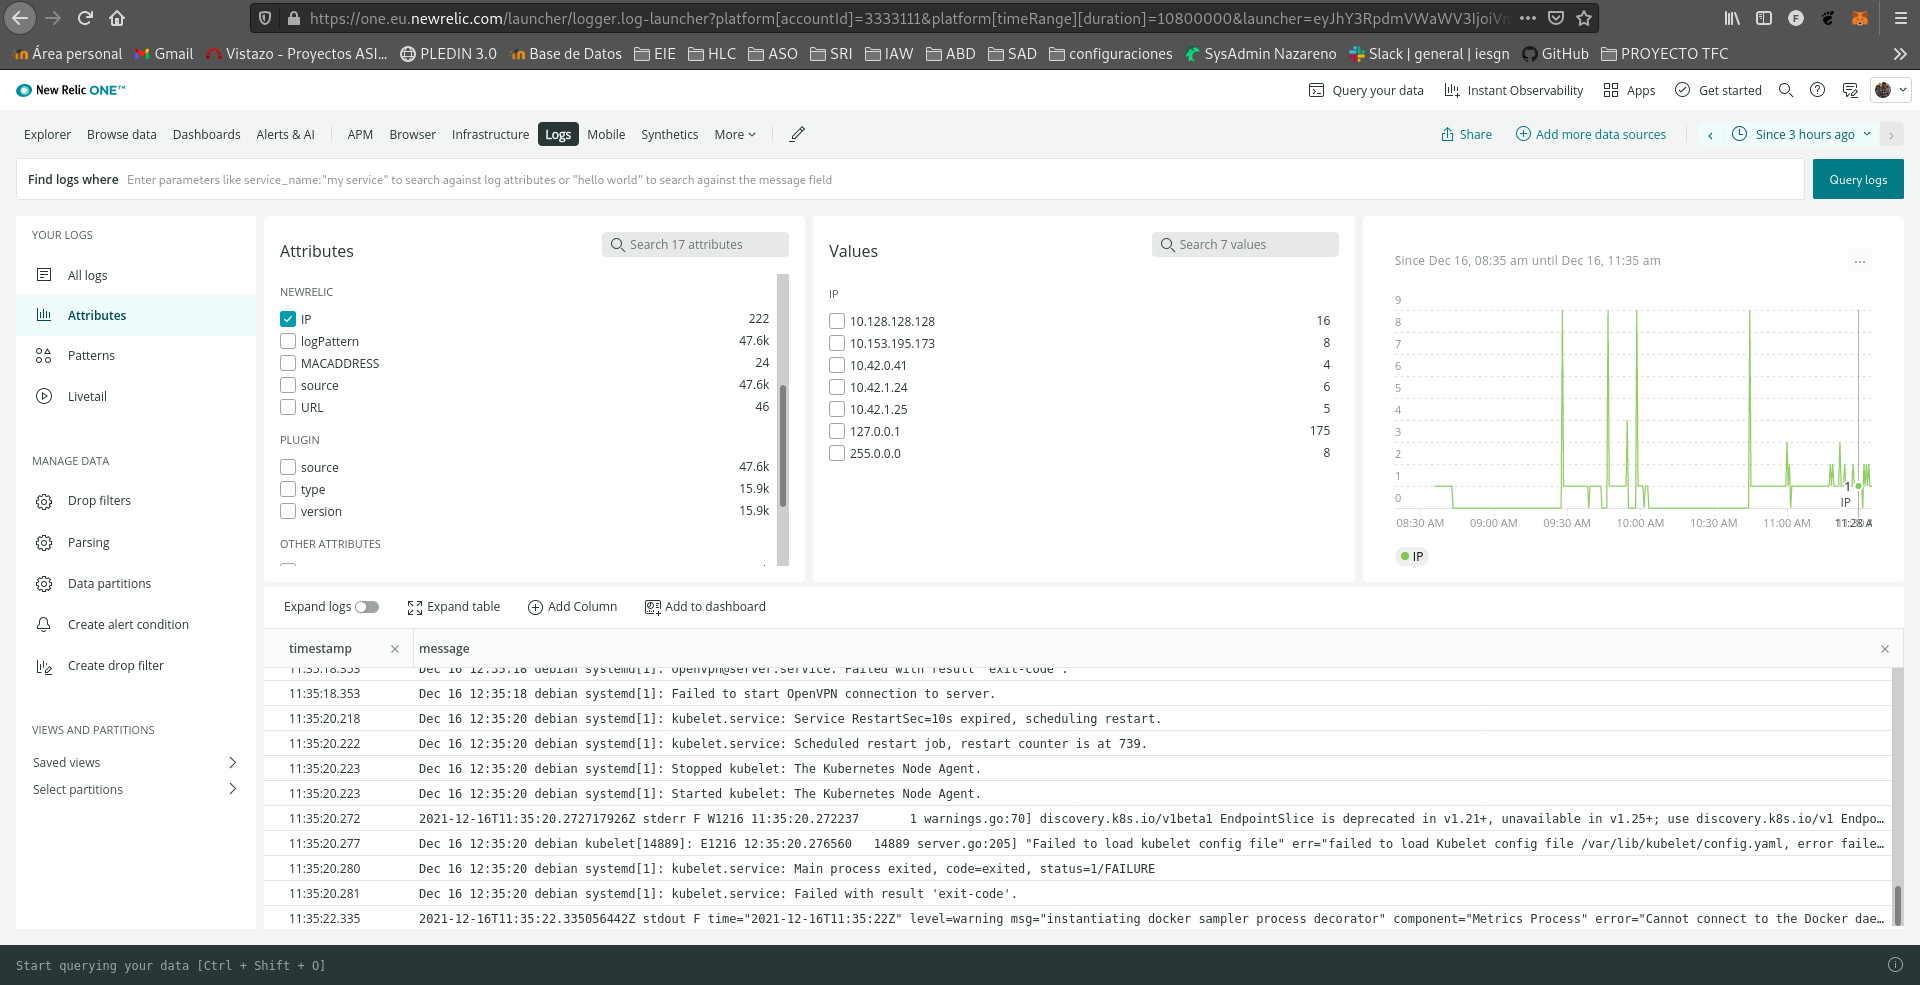 https://one.eu.newrelic.com/launcher/logger.log-launcher?platform[accountId]=3333111&platform[timeRange][duration]=10800000&launcher=eyJhY3RpdmVWaWV3IjoiVn
Área personal Gmail Vistazo - Proyectos ASI... PLEDIN 3.0 Base de Datos EIE HLC ASO SRI IAW ABD SAD configuraciones SysAdmin Nazareno Slack | general | iesgn GitHub PROYECTO TFC
New Relic ONE™ Query your data Instant Observability Apps Get started
Explorer Browse data Dashboards Alerts & AI APM Browser Infrastructure Logs Mobile Synthetics More Share Add more data sources Since 3 hours ago
Find logs where Enter parameters like service_name:"my service" to search against log attributes or "hello world" to search against the message field Query logs
YOUR LOGS
All logs
Attributes
Patterns
Livetail
MANAGE DATA
Drop filters
Parsing
Data partitions
Create alert condition
Create drop filter
VIEWS AND PARTITIONS
Saved views
Select partitions
Attributes Search 17 attributes
NEWRELIC
IP 222
logPattern 47.6k
MACADDRESS 24
source 47.6k
URL 46
PLUGIN
source 47.6k
type 15.9k
version 15.9k
OTHER ATTRIBUTES
Values Search 7 values
IP
10.128.128.128 16
10.153.195.173 8
10.42.0.41 4
10.42.1.24 6
10.42.1.25 5
127.0.0.1 175
255.0.0.0 8
Since Dec 16, 08:35 am until Dec 16, 11:35 am
9
8
7
6
5
4
3
2
1
0
1
IP
08:30 AM 09:00 AM 09:30 AM 10:00 AM 10:30 AM 11:00 AM 11:28 A
IP
Expand logs Expand table Add Column Add to dashboard
timestamp message
11:35:18.353 Dec 16 12:35:18 debian systemd[1]: openvpn@server.service: Failed with result 'exit-code'.
11:35:18.353 Dec 16 12:35:18 debian systemd[1]: Failed to start OpenVPN connection to server.
11:35:20.218 Dec 16 12:35:20 debian systemd[1]: kubelet.service: Service RestartSec=10s expired, scheduling restart.
11:35:20.222 Dec 16 12:35:20 debian systemd[1]: kubelet.service: Scheduled restart job, restart counter is at 739.
11:35:20.223 Dec 16 12:35:20 debian systemd[1]: Stopped kubelet: The Kubernetes Node Agent.
11:35:20.223 Dec 16 12:35:20 debian systemd[1]: Started kubelet: The Kubernetes Node Agent.
11:35:20.272 2021-12-16T11:35:20.272717926Z stderr F W1216 11:35:20.272237 1 warnings.go:70] discovery.k8s.io/v1beta1 EndpointSlice is deprecated in v1.21+, unavailable in v1.25+; use discovery.k8s.io/v1 Endpo…
11:35:20.277 Dec 16 12:35:20 debian kubelet[14889]: E1216 12:35:20.276560 14889 server.go:205] "Failed to load kubelet config file" err="failed to load Kubelet config file /var/lib/kubelet/config.yaml, error faile…
11:35:20.280 Dec 16 12:35:20 debian systemd[1]: kubelet.service: Main process exited, code=exited, status=1/FAILURE
11:35:20.281 Dec 16 12:35:20 debian systemd[1]: kubelet.service: Failed with result 'exit-code'.
11:35:22.335 2021-12-16T11:35:22.335056442Z stdout F time="2021-12-16T11:35:22Z" level=warning msg="instantiating docker sampler process decorator" component="Metrics Process" error="Cannot connect to the Docker dae…
Start querying your data [Ctrl + Shift + O]